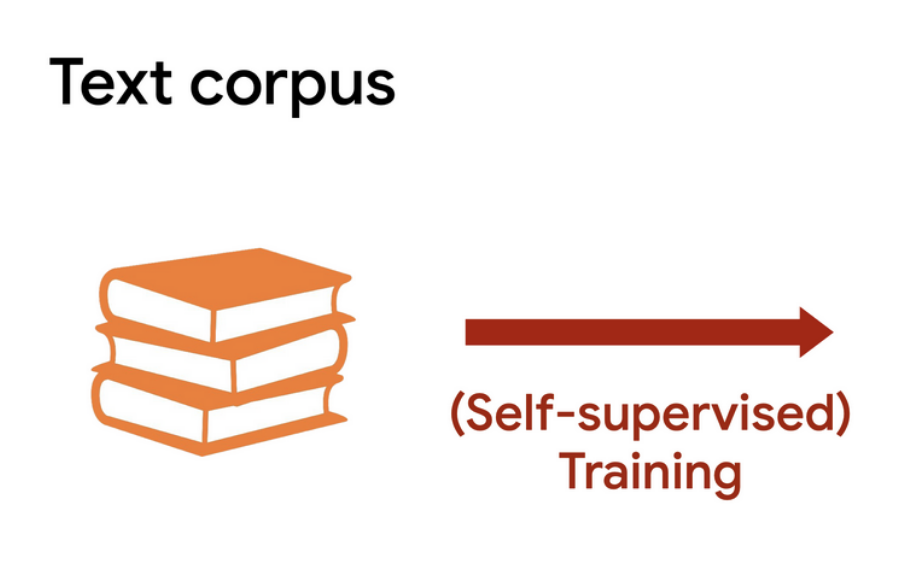 Text corpus
(Self-supervised)
Training